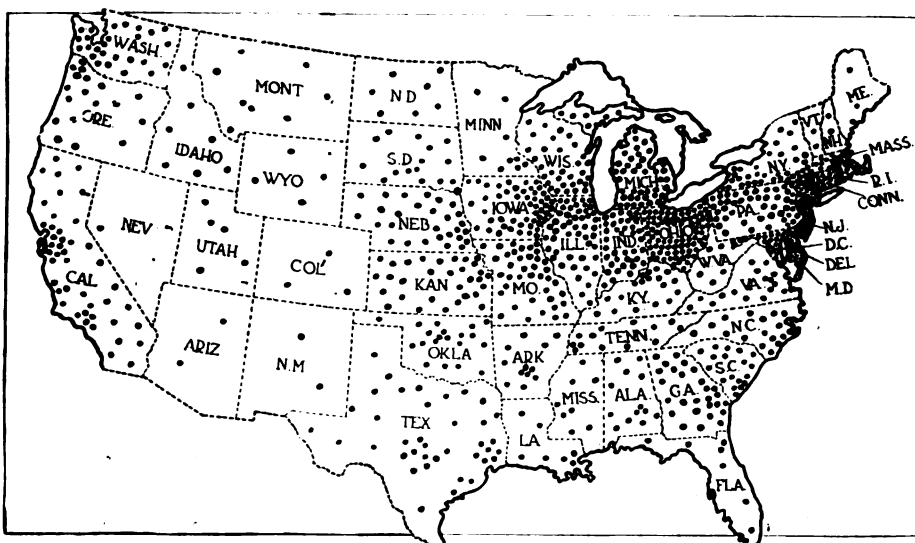 WASH.
MONT
N D
MINN
ORE.
IDAHO
WYO
S.D
WIS.
MICH
N.Y.
VT.
N.H.
ME.
MASS.
R.I.
CONN.
NEV
UTAH
COL
NEB
IOWA
ILL.
IND.
OHIO
PA.
N.J.
D.C.
DEL
M.D
CAL
KAN
MO.
KY.
W.VA.
VA.
ARIZ
N.M
OKLA
ARK
TENN
N.C.
S.C.
TEX
LA
MISS.
ALA
GA.
FLA.